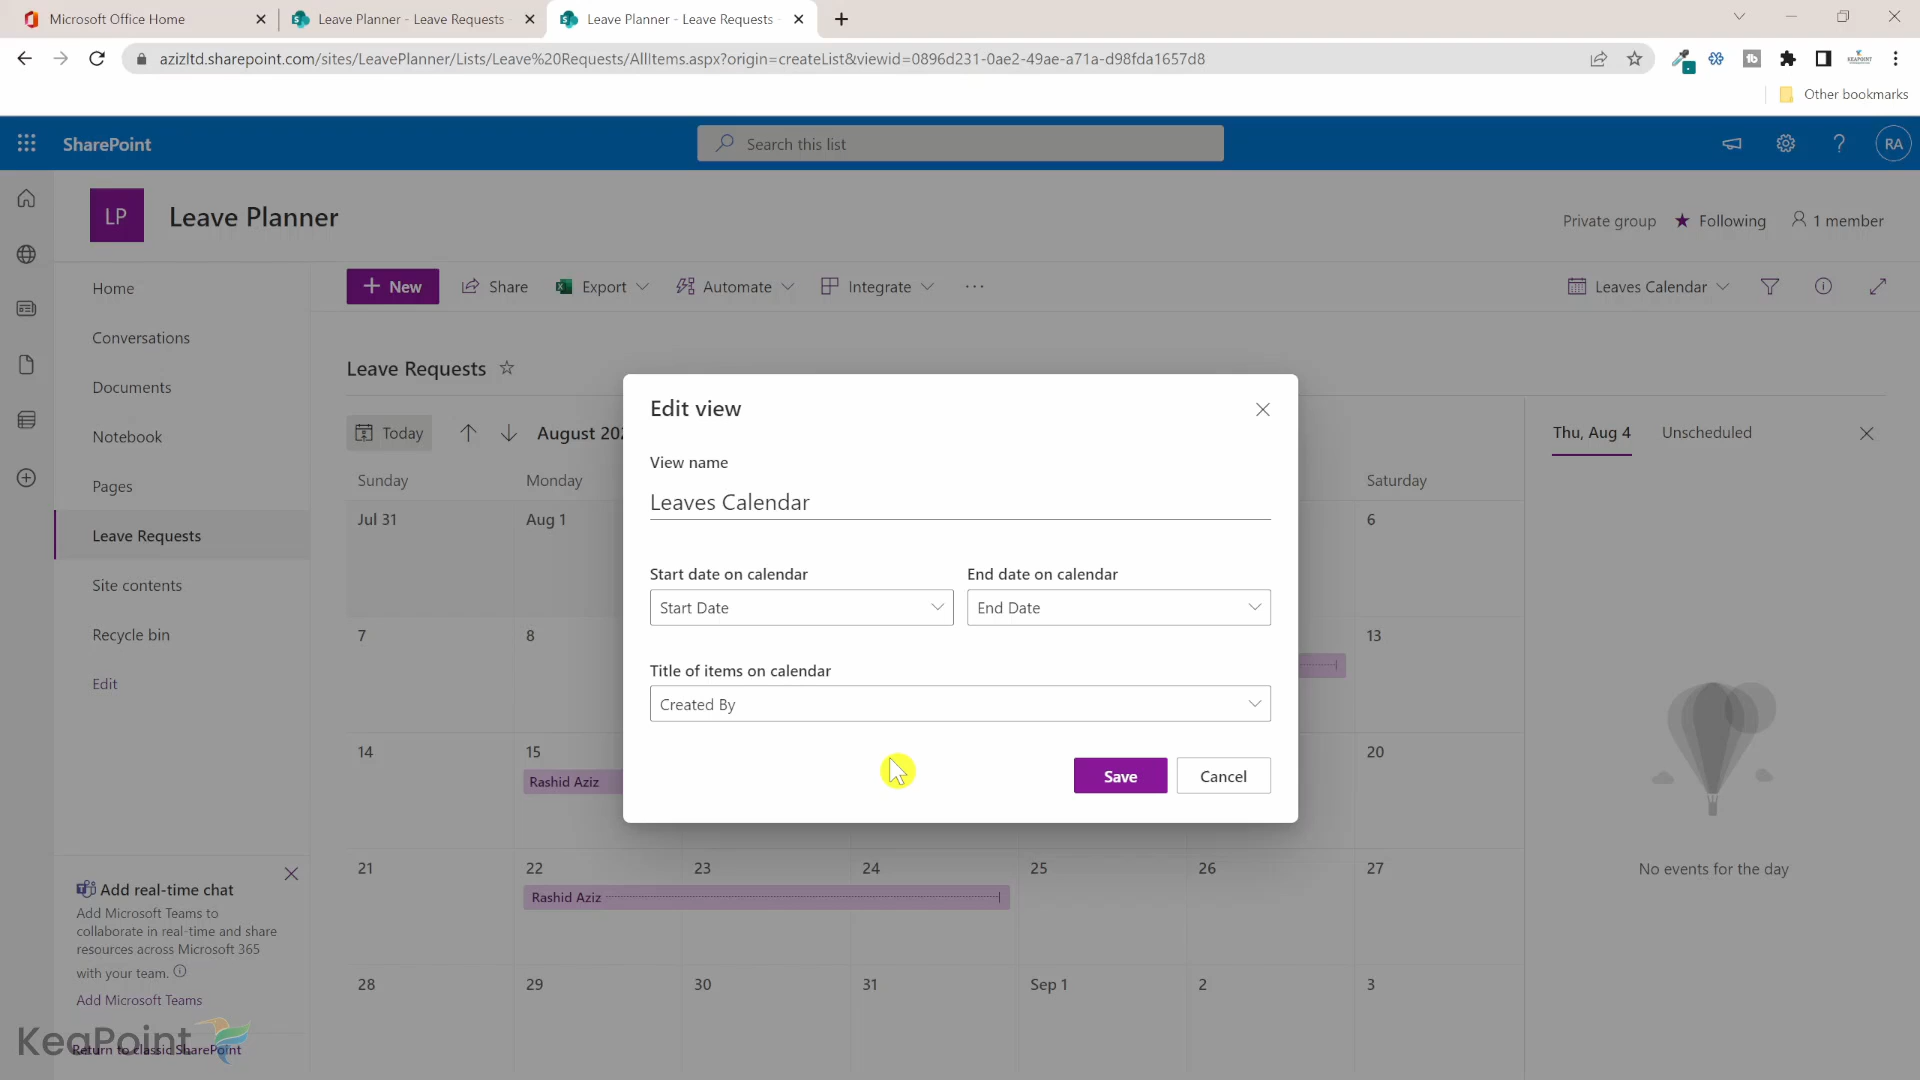 Microsoft Office Home
Leave Planner - Leave Requests
Leave Planner - Leave Requests
azizltd.sharepoint.com/sites/LeavePlanner/Lists/Leave%20Requests/AllItems.aspx?origin=createList&viewid=0896d231-0ae2-49ae-a71a-d98fda1657d8
Other bookmarks
SharePoint
Search this list
RA
LP
Leave Planner
Private group
Following
1 member
Home
Conversations
Documents
Notebook
Pages
Leave Requests
Site contents
Recycle bin
Edit
New
Share
Export
Automate
Integrate
Leaves Calendar
Leave Requests
Today
August 202
Sunday
Monday
Saturday
Jul 31
Aug 1
6
7
8
13
14
15
20
Rashid Aziz
21
22
23
24
25
26
27
Rashid Aziz
28
29
30
31
Sep 1
2
3
Edit view
View name
Leaves Calendar
Start date on calendar
End date on calendar
Start Date
End Date
Title of items on calendar
Created By
Save
Cancel
Thu, Aug 4
Unscheduled
No events for the day
Add real-time chat
Add Microsoft Teams to
collaborate in real-time and share
resources across Microsoft 365
with your team.
Add Microsoft Teams
KeaPoint
Return to classic SharePoint